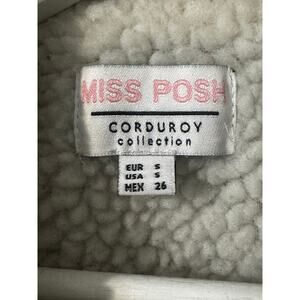 MISS POSH
CORDUROY
collection
EUR S
USA S
MEX 26